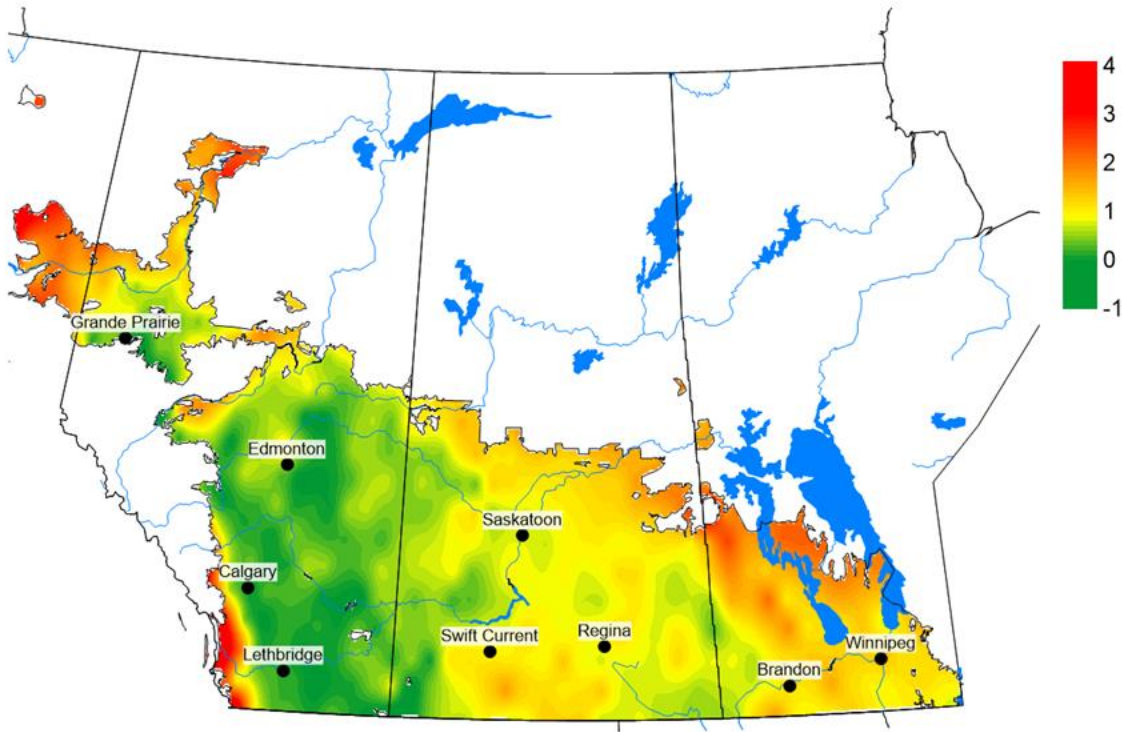 4
3
2
1
0
-1
Grande Prairie
Edmonton
Saskatoon
Calgary
Swift Current
Regina
Winnipeg
Lethbridge
Brandon